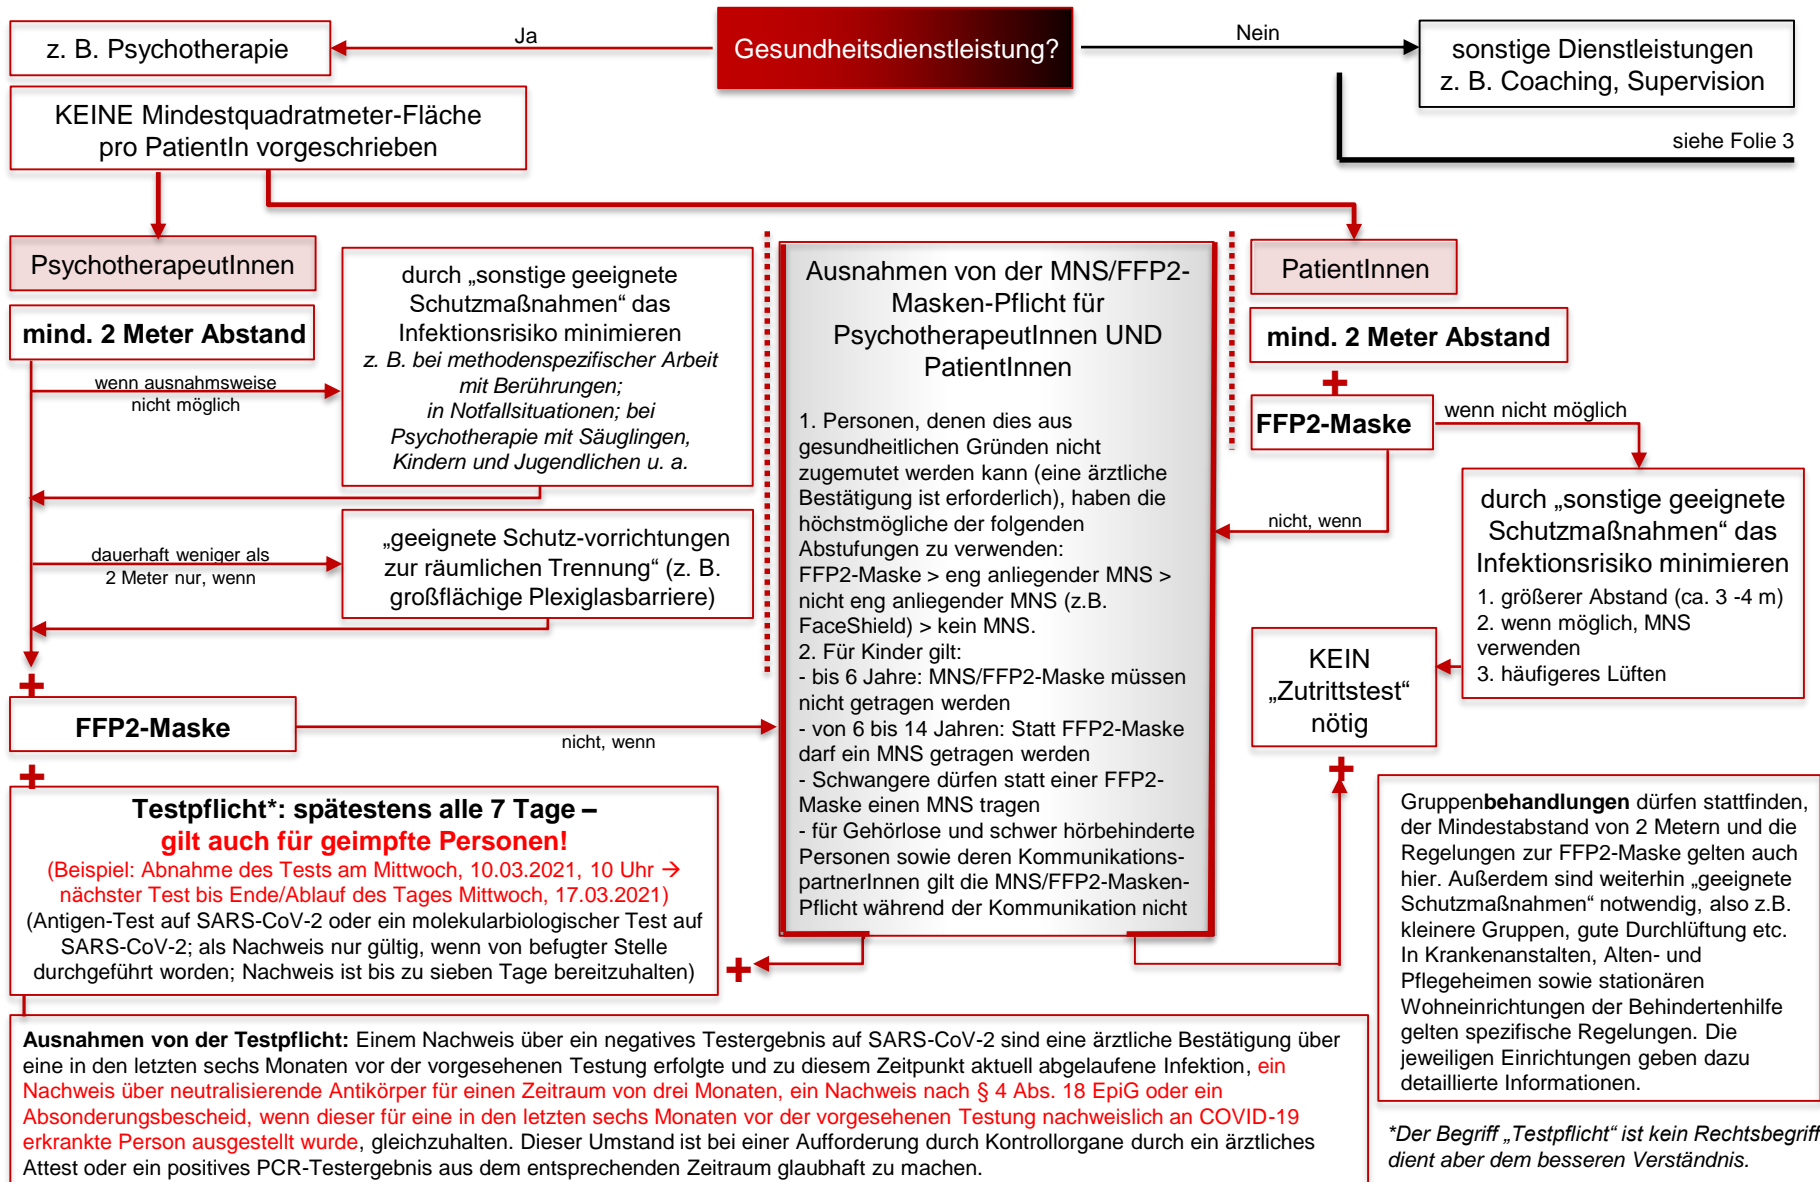 z. B. Psychotherapie
Ja
Gesundheitsdienstleistung?
Nein
sonstige Dienstleistungen
z. B. Coaching, Supervision
siehe Folie 3
KEINE Mindestquadratmeter-Fläche
pro PatientIn vorgeschrieben
PsychotherapeutInnen
mind. 2 Meter Abstand
wenn ausnahmsweise
nicht möglich
durch „sonstige geeignete
Schutzmaßnahmen“ das
Infektionsrisiko minimieren
z. B. bei methodenspezifischer Arbeit
mit Berührungen;
in Notfallsituationen; bei
Psychotherapie mit Säuglingen,
Kindern und Jugendlichen u. a.
dauerhaft weniger als
2 Meter nur, wenn
„geeignete Schutz-vorrichtungen
zur räumlichen Trennung“ (z. B.
großflächige Plexiglasbarriere)
+
FFP2-Maske
nicht, wenn
+
Testpflicht*: spätestens alle 7 Tage –
gilt auch für geimpfte Personen!
(Beispiel: Abnahme des Tests am Mittwoch, 10.03.2021, 10 Uhr →
nächster Test bis Ende/Ablauf des Tages Mittwoch, 17.03.2021)
(Antigen-Test auf SARS-CoV-2 oder ein molekularbiologischer Test auf
SARS-CoV-2; als Nachweis nur gültig, wenn von befugter Stelle
durchgeführt worden; Nachweis ist bis zu sieben Tage bereitzuhalten)
+
Ausnahmen von der MNS/FFP2-
Masken-Pflicht für
PsychotherapeutInnen UND
PatientInnen
1. Personen, denen dies aus
gesundheitlichen Gründen nicht
zugemutet werden kann (eine ärztliche
Bestätigung ist erforderlich), haben die
höchstmögliche der folgenden
Abstufungen zu verwenden:
FFP2-Maske > eng anliegender MNS >
nicht eng anliegender MNS (z.B.
FaceShield) > kein MNS.
2. Für Kinder gilt:
- bis 6 Jahre: MNS/FFP2-Maske müssen
nicht getragen werden
- von 6 bis 14 Jahren: Statt FFP2-Maske
darf ein MNS getragen werden
- Schwangere dürfen statt einer FFP2-
Maske einen MNS tragen
- für Gehörlose und schwer hörbehinderte
Personen sowie deren Kommunikations-
partnerInnen gilt die MNS/FFP2-Masken-
Pflicht während der Kommunikation nicht
PatientInnen
mind. 2 Meter Abstand
+
FFP2-Maske
wenn nicht möglich
nicht, wenn
durch „sonstige geeignete
Schutzmaßnahmen“ das
Infektionsrisiko minimieren
1. größerer Abstand (ca. 3 -4 m)
2. wenn möglich, MNS
verwenden
3. häufigeres Lüften
KEIN
„Zutrittstest“
nötig
+
Gruppenbehandlungen dürfen stattfinden,
der Mindestabstand von 2 Metern und die
Regelungen zur FFP2-Maske gelten auch
hier. Außerdem sind weiterhin „geeignete
Schutzmaßnahmen“ notwendig, also z.B.
kleinere Gruppen, gute Durchlüftung etc.
In Krankenanstalten, Alten- und
Pflegeheimen sowie stationären
Wohneinrichtungen der Behindertenhilfe
gelten spezifische Regelungen. Die
jeweiligen Einrichtungen geben dazu
detaillierte Informationen.
Ausnahmen von der Testpflicht: Einem Nachweis über ein negatives Testergebnis auf SARS-CoV-2 sind eine ärztliche Bestätigung über
eine in den letzten sechs Monaten vor der vorgesehenen Testung erfolgte und zu diesem Zeitpunkt aktuell abgelaufene Infektion, ein
Nachweis über neutralisierende Antikörper für einen Zeitraum von drei Monaten, ein Nachweis nach § 4 Abs. 18 EpiG oder ein
Absonderungsbescheid, wenn dieser für eine in den letzten sechs Monaten vor der vorgesehenen Testung nachweislich an COVID-19
erkrankte Person ausgestellt wurde, gleichzuhalten. Dieser Umstand ist bei einer Aufforderung durch Kontrollorgane durch ein ärztliches
Attest oder ein positives PCR-Testergebnis aus dem entsprechenden Zeitraum glaubhaft zu machen.
*Der Begriff „Testpflicht“ ist kein Rechtsbegriff
dient aber dem besseren Verständnis.